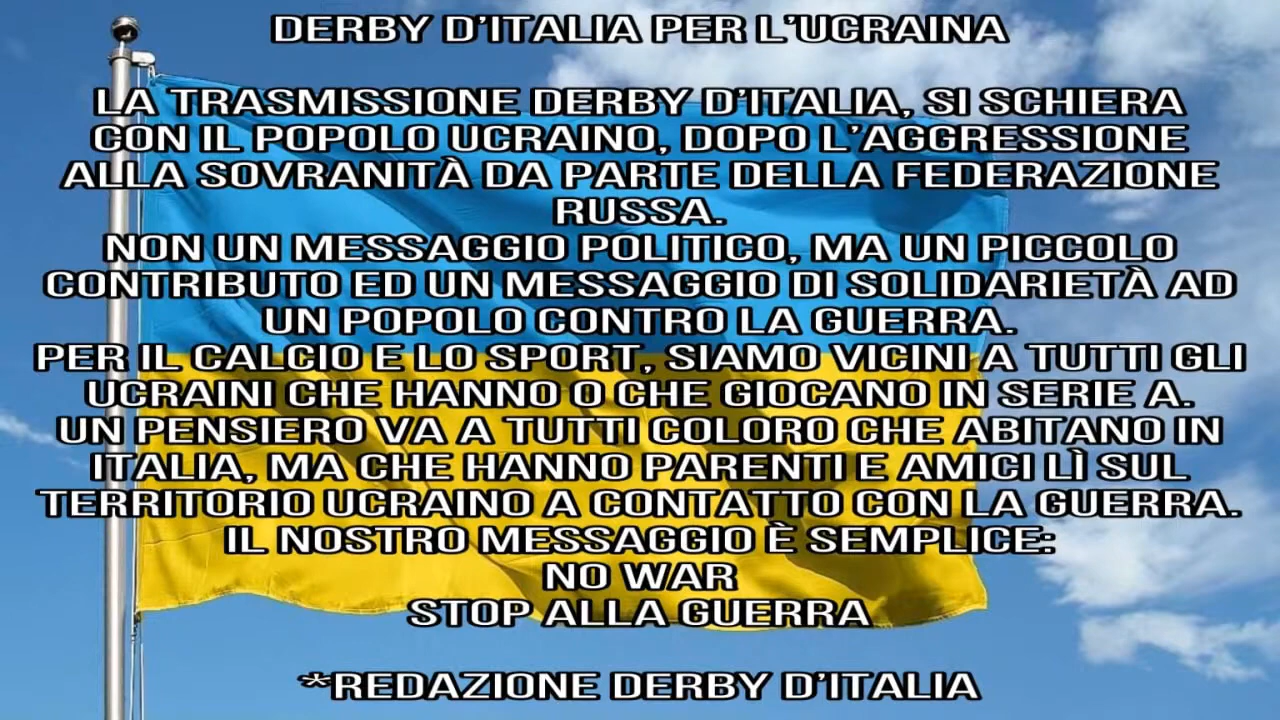 DERBY D'ITALIA PER L'UCRAINA
LA TRASMISSIONE DERBY D'ITALIA, SI SCHIERA
CON IL POPOLO UCRAINO, DOPO L'AGGRESSIONE
ALLA SOVRANITÀ DA PARTE DELLA FEDERAZIONE
RUSSA.
NON UN MESSAGGIO POLITICO, MA UN PICCOLO
CONTRIBUTO ED UN MESSAGGIO DI SOLIDARIETÀ AD
UN POPOLO CONTRO LA GUERRA.
PER IL CALCIO E LO SPORT, SIAMO VICINI A TUTTI GLI
UCRAINI CHE HANNO O CHE GIOCANO IN SERIE A.
UN PENSIERO VA A TUTTI COLORO CHE ABITANO IN
ITALIA, MA CHE HANNO PARENTI E AMICI LÌ SUL
TERRITORIO UCRAINO A CONTATTO CON LA GUERRA.
IL NOSTRO MESSAGGIO È SEMPLICE:
NO WAR
STOP ALLA GUERRA
*REDAZIONE DERBY D'ITALIA